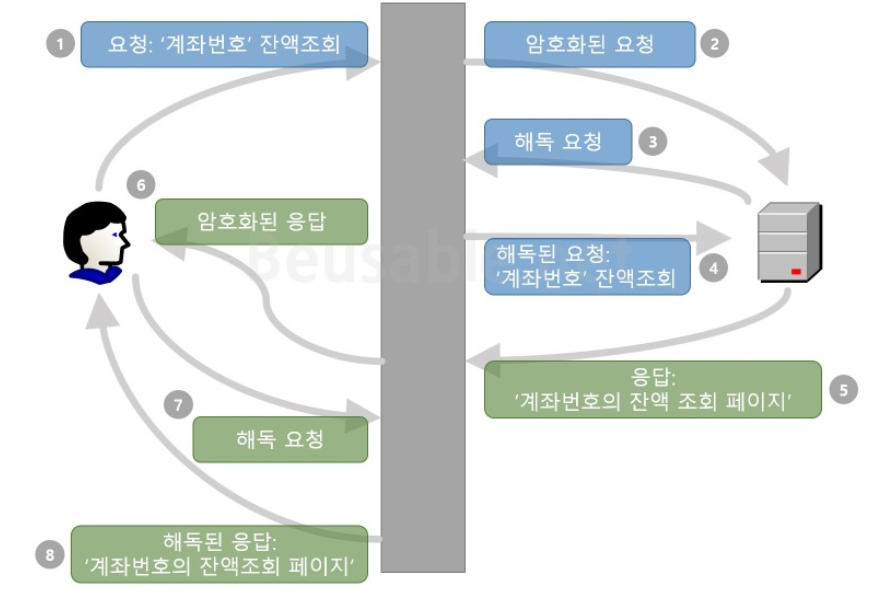 1
요청: ‘계좌번호’ 잔액조회
암호화된 요청
2
해독 요청
3
6
암호화된 응답
해독된 요청:
‘계좌번호’ 잔액조회
4
응답:
‘계좌번호의 잔액 조회 페이지’
5
7
해독 요청
8
해독된 응답:
‘계좌번호의 잔액조회 페이지’